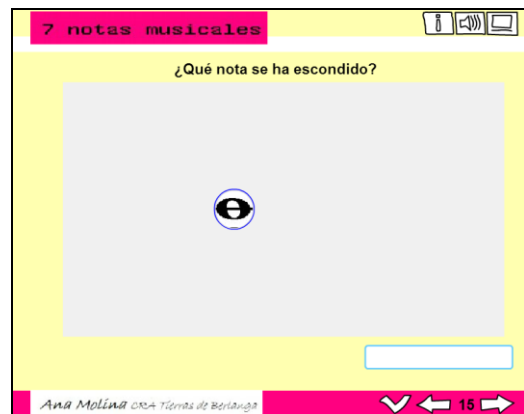 7 notas musicales
¿Qué nota se ha escondido?
Ana Molina CRA Tierras de Berlanga
15